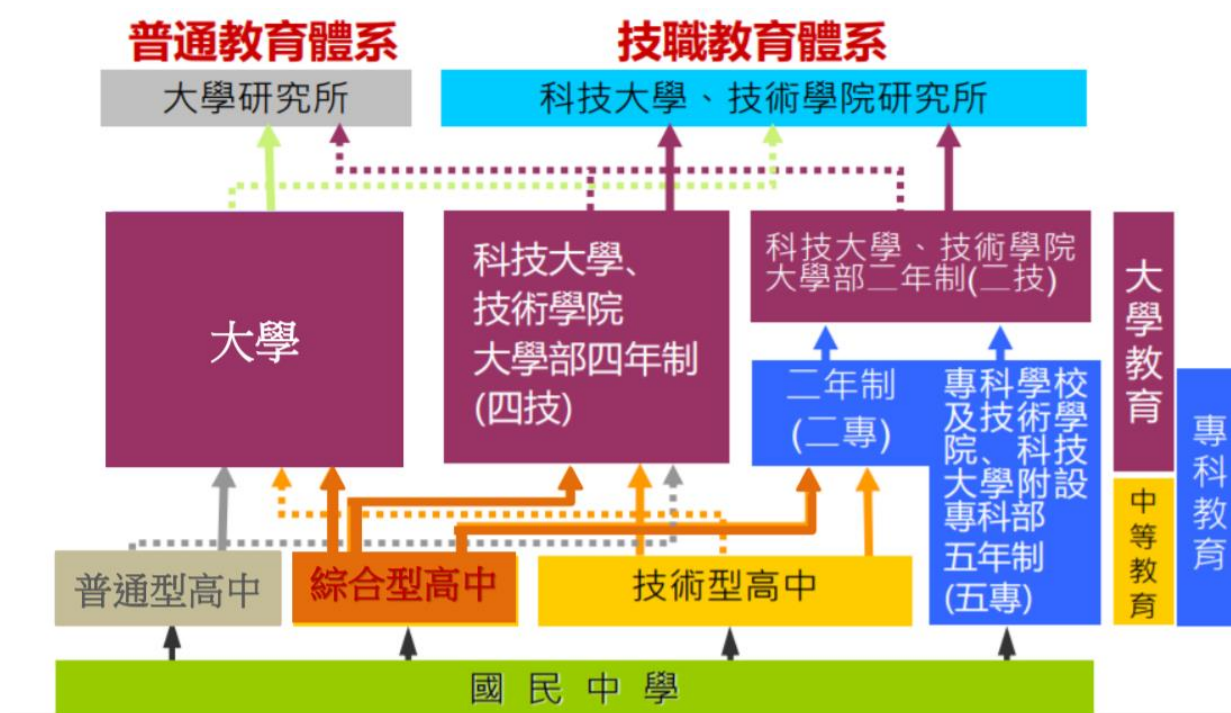 普通教育體系
技職教育體系
大學研究所
科技大學、技術學院研究所
大學
科技大學、
技術學院
大學部四年制
(四技)
科技大學、技術學院
大學部二年制(二技)
二年制
(二專)
專科學校
及技術學
院、科技
大學附設
專科部
五年制
(五專)
大學教育
中等教育
專科教育
普通型高中
綜合型高中
技術型高中
國民中學